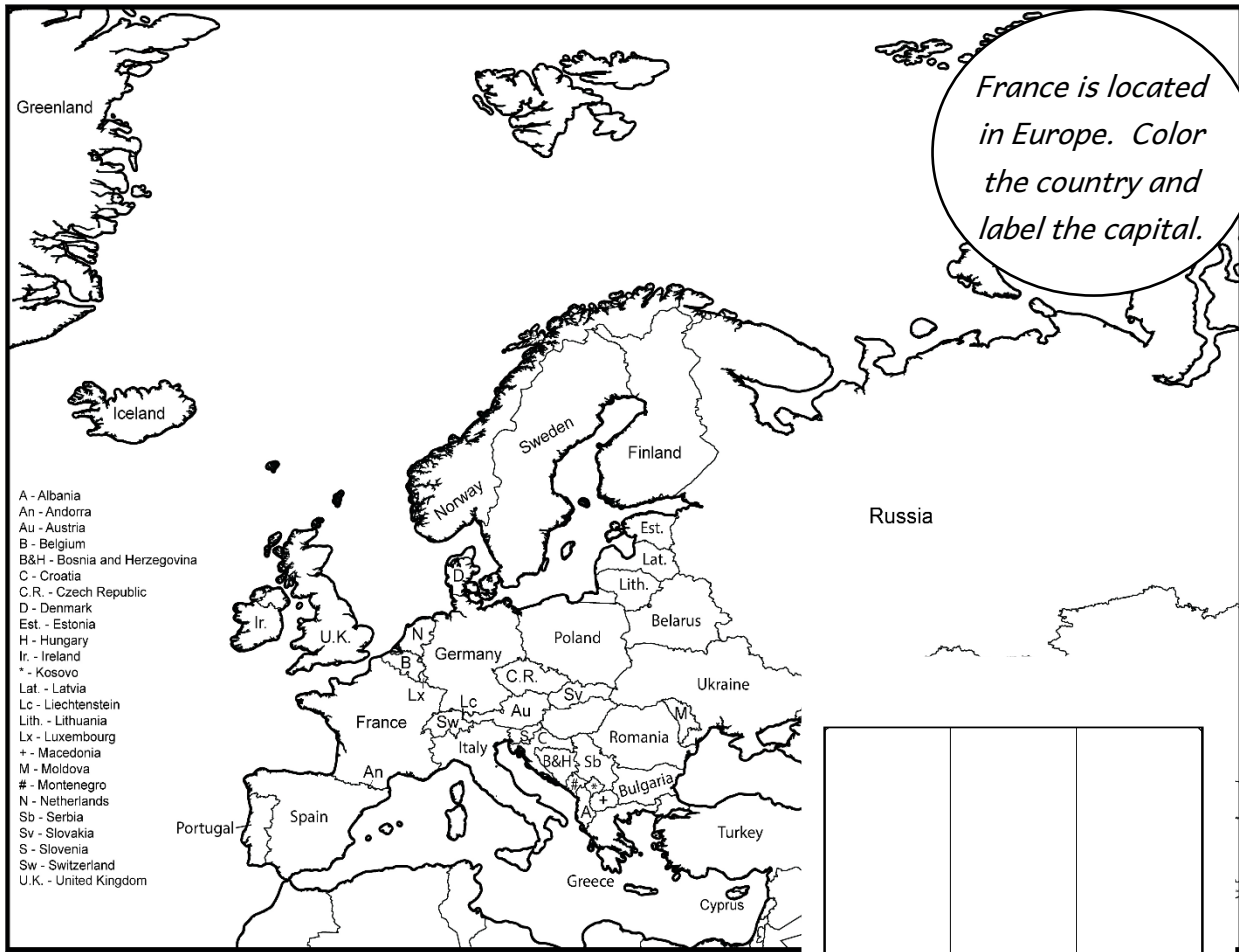 France is located
in Europe. Color
the country and
label the capital.
Greenland
Iceland
Sweden
Finland
Norway
Russia
A - Albania
An - Andorra
Au - Austria
B - Belgium
B&H - Bosnia and Herzegovina
C - Croatia
C.R. - Czech Republic
D - Denmark
Est. - Estonia
H - Hungary
Ir. - Ireland
* - Kosovo
Lat. - Latvia
Lc - Liechtenstein
Lith. - Lithuania
Lx - Luxembourg
+ - Macedonia
M - Moldova
# - Montenegro
N - Netherlands
Sb - Serbia
Sv - Slovakia
S - Slovenia
Sw - Switzerland
U.K. - United Kingdom
Est.
Lat.
Lith.
D
Ir.
U.K.
N
B
Germany
Poland
Belarus
C.R.
Ukraine
Lx
Lc
Sv
Au
M
France
Sw
Italy
S
C
Romania
B&H
Sb
An
#
*
Bulgaria
+
A
Portugal
Spain
Turkey
Greece
Cyprus